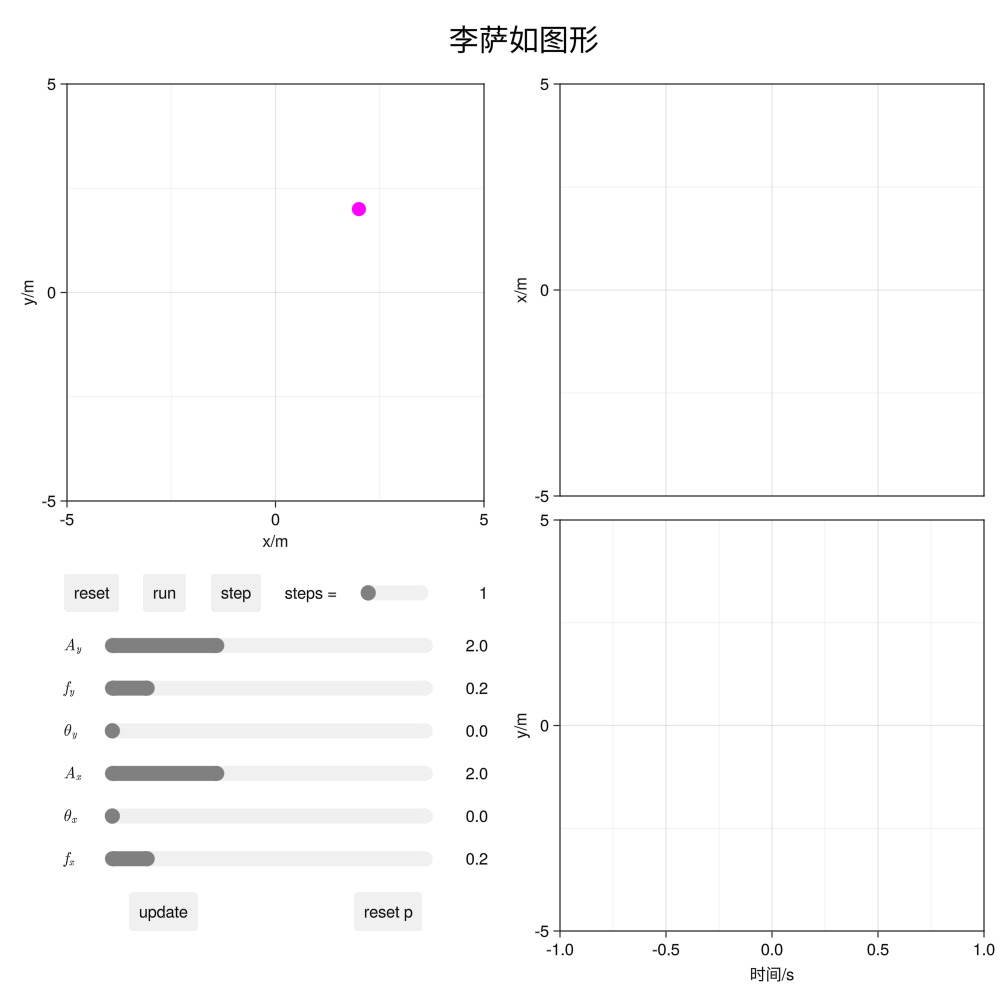 李萨如图形
5
y/m
0
-5
-5 0 5
x/m
5
x/m
0
-5
5
y/m
0
-5
-1.0 -0.5 0.0 0.5 1.0
时间/s
reset run step steps = 1
A_y 2.0
f_y 0.2
θ_y 0.0
A_x 2.0
θ_x 0.0
f_x 0.2
update reset p